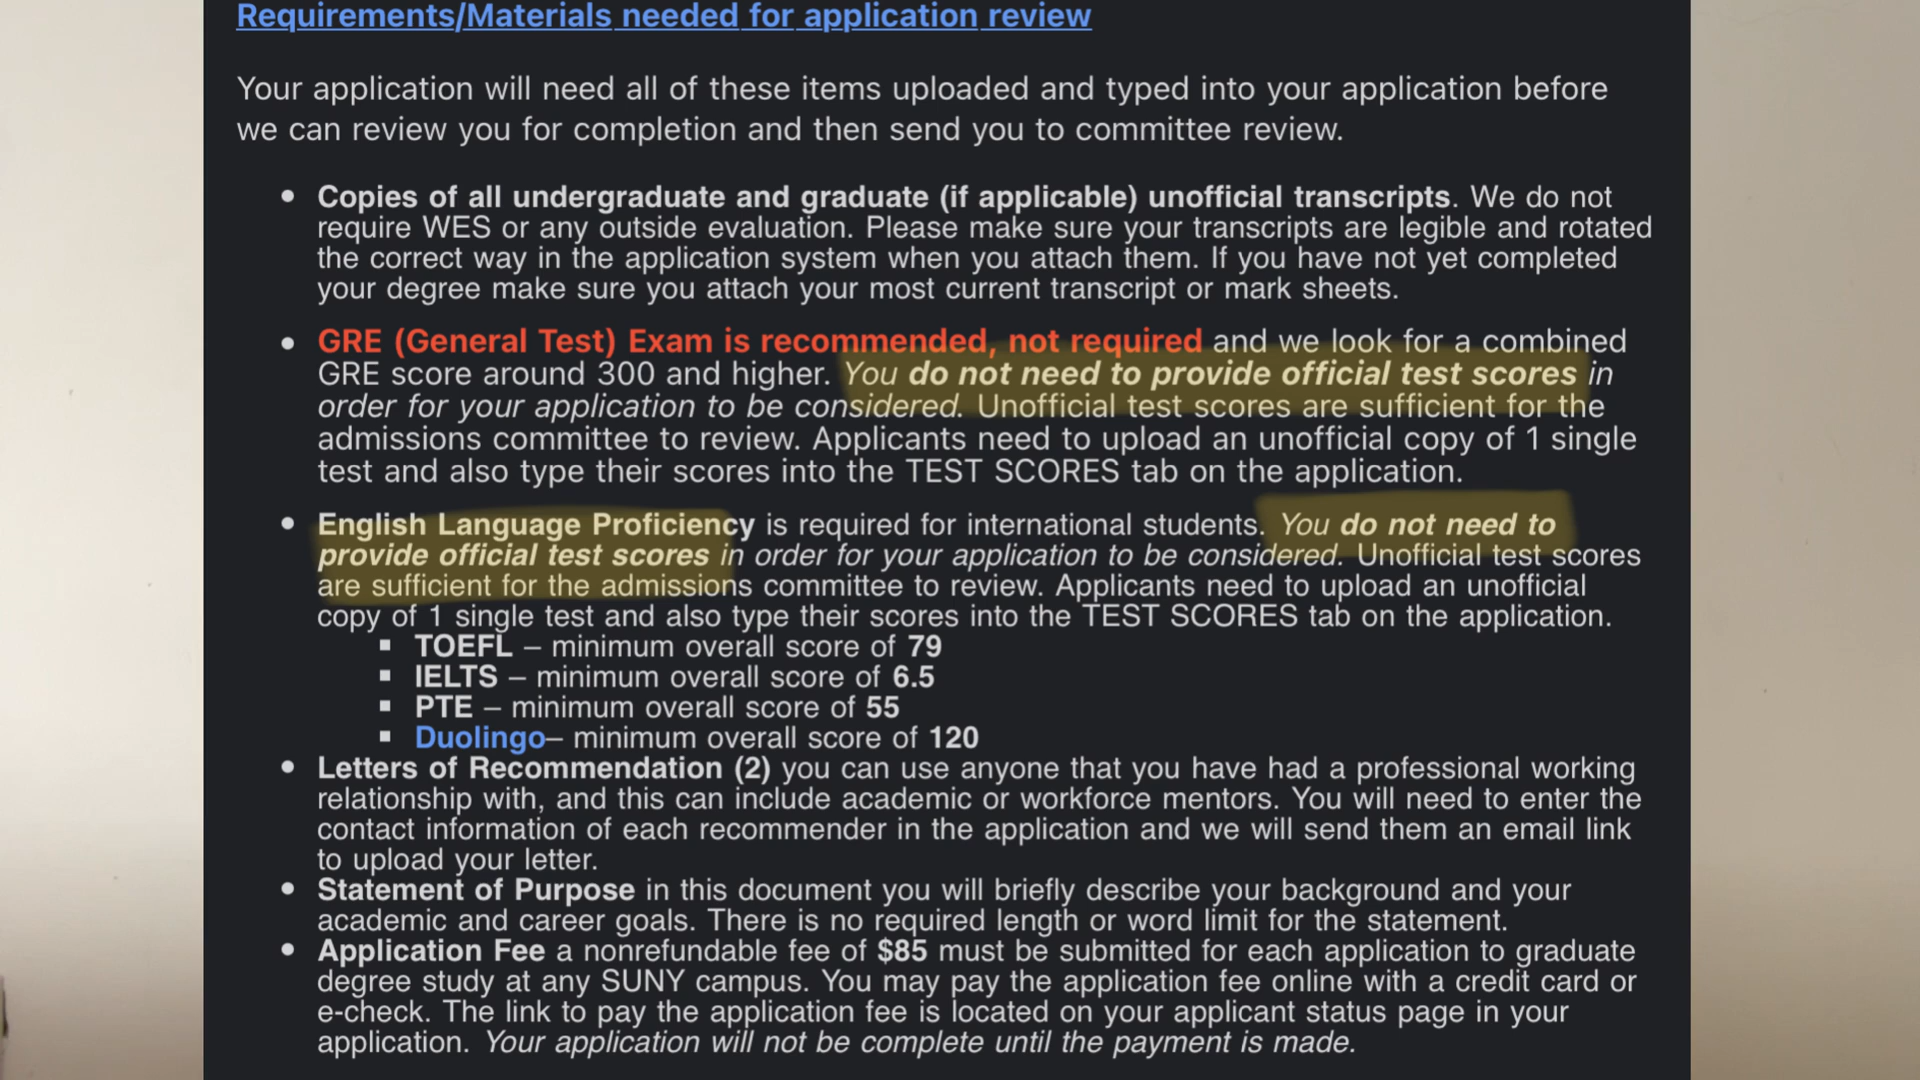 Requirements/Materials needed for application review
Your application will need all of these items uploaded and typed into your application before
we can review you for completion and then send you to committee review.
• Copies of all undergraduate and graduate (if applicable) unofficial transcripts. We do not
require WES or any outside evaluation. Please make sure your transcripts are legible and rotated
the correct way in the application system when you attach them. If you have not yet completed
your degree make sure you attach your most current transcript or mark sheets.
• GRE (General Test) Exam is recommended, not required and we look for a combined
GRE score around 300 and higher. You do not need to provide official test scores in
order for your application to be considered. Unofficial test scores are sufficient for the
admissions committee to review. Applicants need to upload an unofficial copy of 1 single
test and also type their scores into the TEST SCORES tab on the application.
• English Language Proficiency is required for international students. You do not need to
provide official test scores in order for your application to be considered. Unofficial test scores
are sufficient for the admissions committee to review. Applicants need to upload an unofficial
copy of 1 single test and also type their scores into the TEST SCORES tab on the application.
▪ TOEFL – minimum overall score of 79
▪ IELTS – minimum overall score of 6.5
▪ PTE – minimum overall score of 55
▪ Duolingo– minimum overall score of 120
• Letters of Recommendation (2) you can use anyone that you have had a professional working
relationship with, and this can include academic or workforce mentors. You will need to enter the
contact information of each recommender in the application and we will send them an email link
to upload your letter.
• Statement of Purpose in this document you will briefly describe your background and your
academic and career goals. There is no required length or word limit for the statement.
• Application Fee a nonrefundable fee of $85 must be submitted for each application to graduate
degree study at any SUNY campus. You may pay the application fee online with a credit card or
e-check. The link to pay the application fee is located on your applicant status page in your
application. Your application will not be complete until the payment is made.